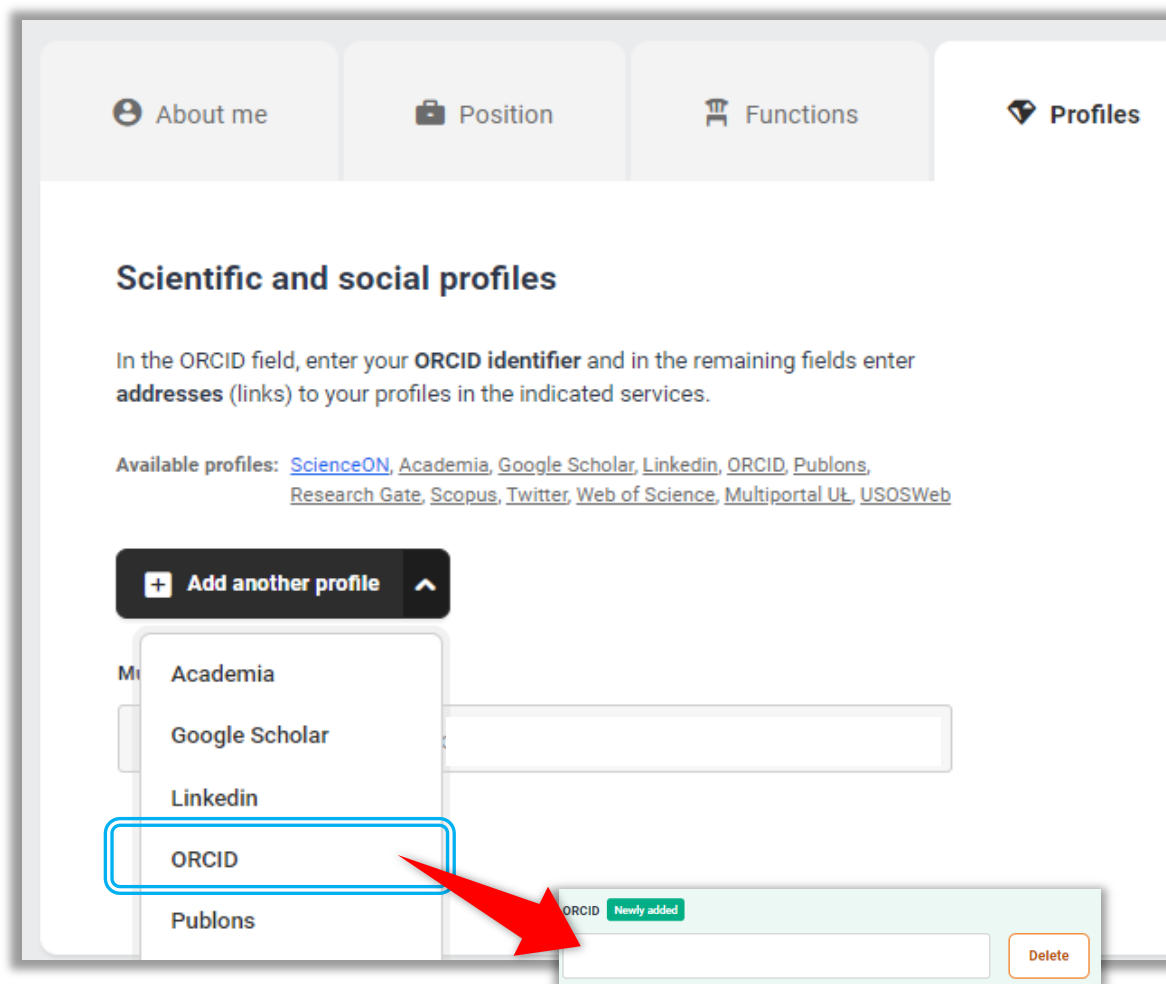 About me
Position
Functions
Profiles
Scientific and social profiles
In the ORCID field, enter your ORCID identifier and in the remaining fields enter
addresses (links) to your profiles in the indicated services.
Available profiles: ScienceON, Academia, Google Scholar, Linkedin, ORCID, Publons,
Research Gate, Scopus, Twitter, Web of Science, Multiportal UŁ, USOSWeb
Add another profile
Academia
Google Scholar
Linkedin
ORCID
Publons
ORCID Newly added
Delete